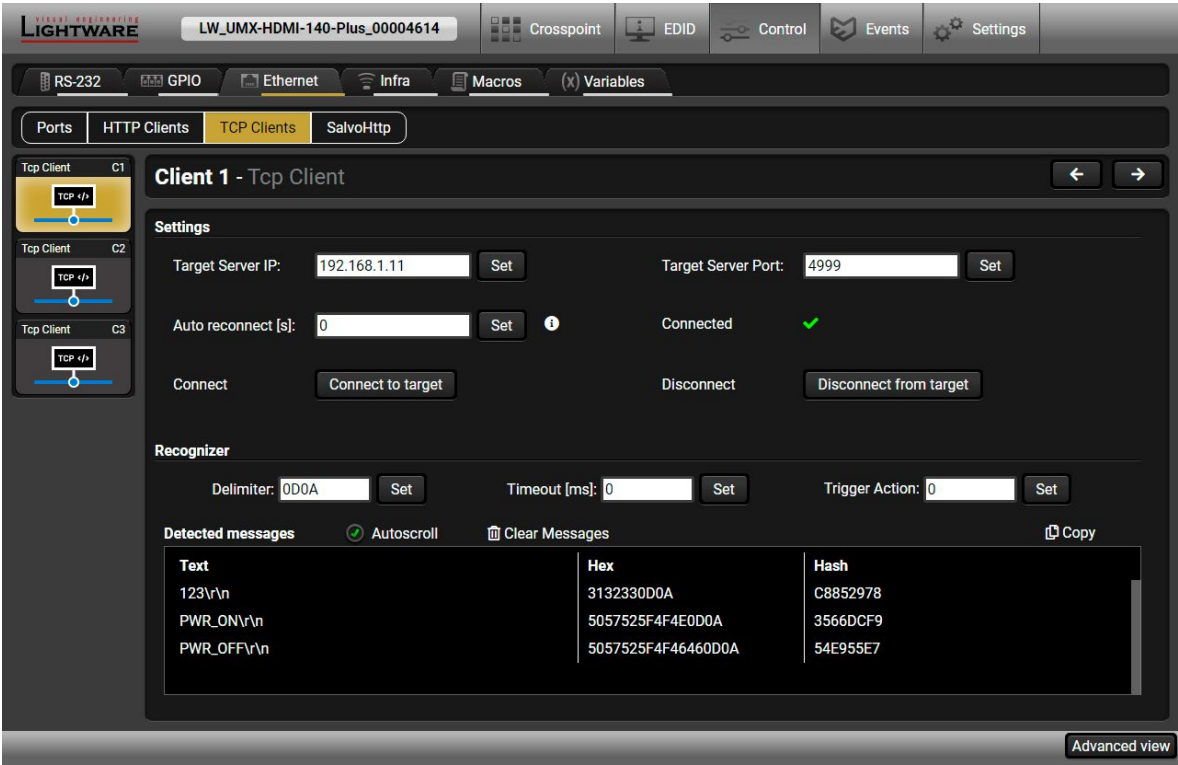 visual engineering
LIGHTWARE
LW_UMX-HDMI-140-Plus_00004614
Crosspoint
EDID
Control
Events
Settings
RS-232
GPIO
Ethernet
Infra
Macros
(x) Variables
Ports
HTTP Clients
TCP Clients
SalvoHttp
Tcp Client C1
TCP </>
Tcp Client C2
TCP </>
Tcp Client C3
TCP </>
Client 1 - Tcp Client
Settings
Target Server IP: 192.168.1.11 Set
Target Server Port: 4999 Set
Auto reconnect [s]: 0 Set
Connected
Connect Connect to target
Disconnect Disconnect from target
Recognizer
Delimiter: 0D0A Set Timeout [ms]: 0 Set Trigger Action: 0 Set
Detected messages Autoscroll Clear Messages Copy
Text Hex Hash
123\r\n 3132330D0A C8852978
PWR_ON\r\n 5057525F4F4E0D0A 3566DCF9
PWR_OFF\r\n 5057525F4F46460D0A 54E955E7
Advanced view